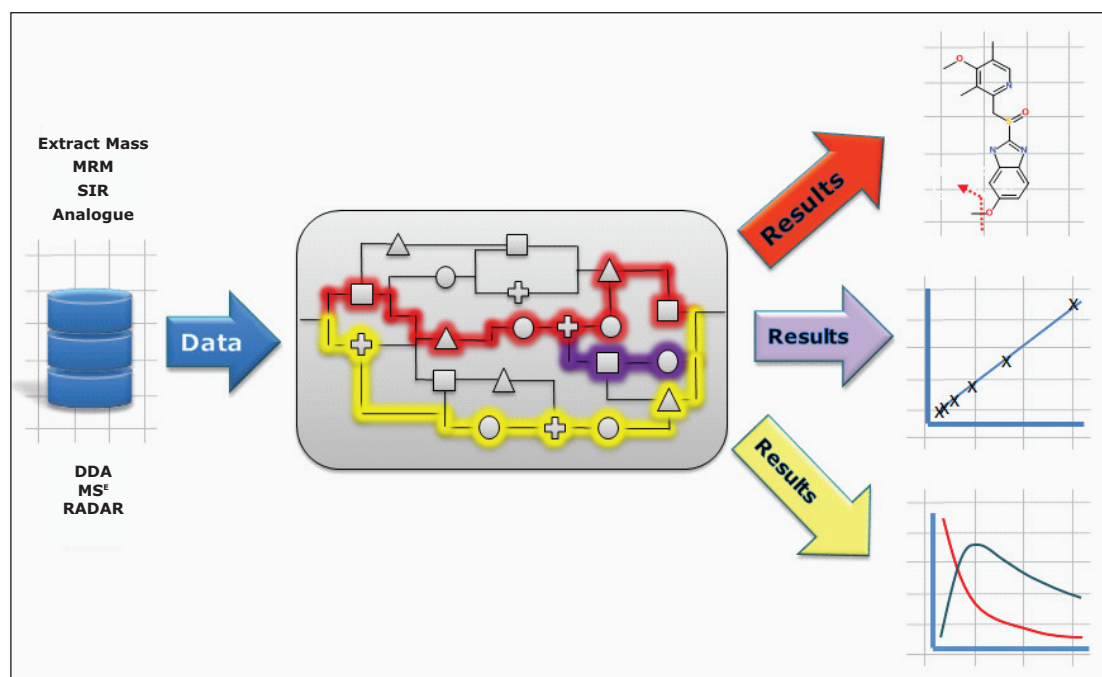 Extract Mass
MRM
SIR
Analogue
Data
DDA
MSᴱ
RADAR
Results
Results
Results
O
N
S
O
N
N
O
X
X
X
X
X
X